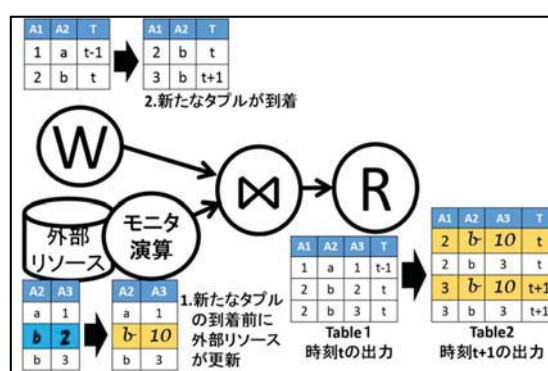 A1 A2 T
1 a t-1
2 b t
A1 A2 T
2 b t
3 b t+1
2.新たなタプルが到着
W
⋈
R
外部
リソース
モニタ
演算
A2 A3
a 1
b 2
b 3
A2 A3
a 1
b 10
b 3
1.新たなタプル
の到着前に
外部リソース
が更新
A1 A2 A3 T
1 a 1 t-1
2 b 2 t
2 b 3 t
Table1
時刻tの出力
A1 A2 A3 T
2 b 10 t
2 b 3 t
3 b 10 t+1
3 b 3 t+1
Table2
時刻t+1の出力